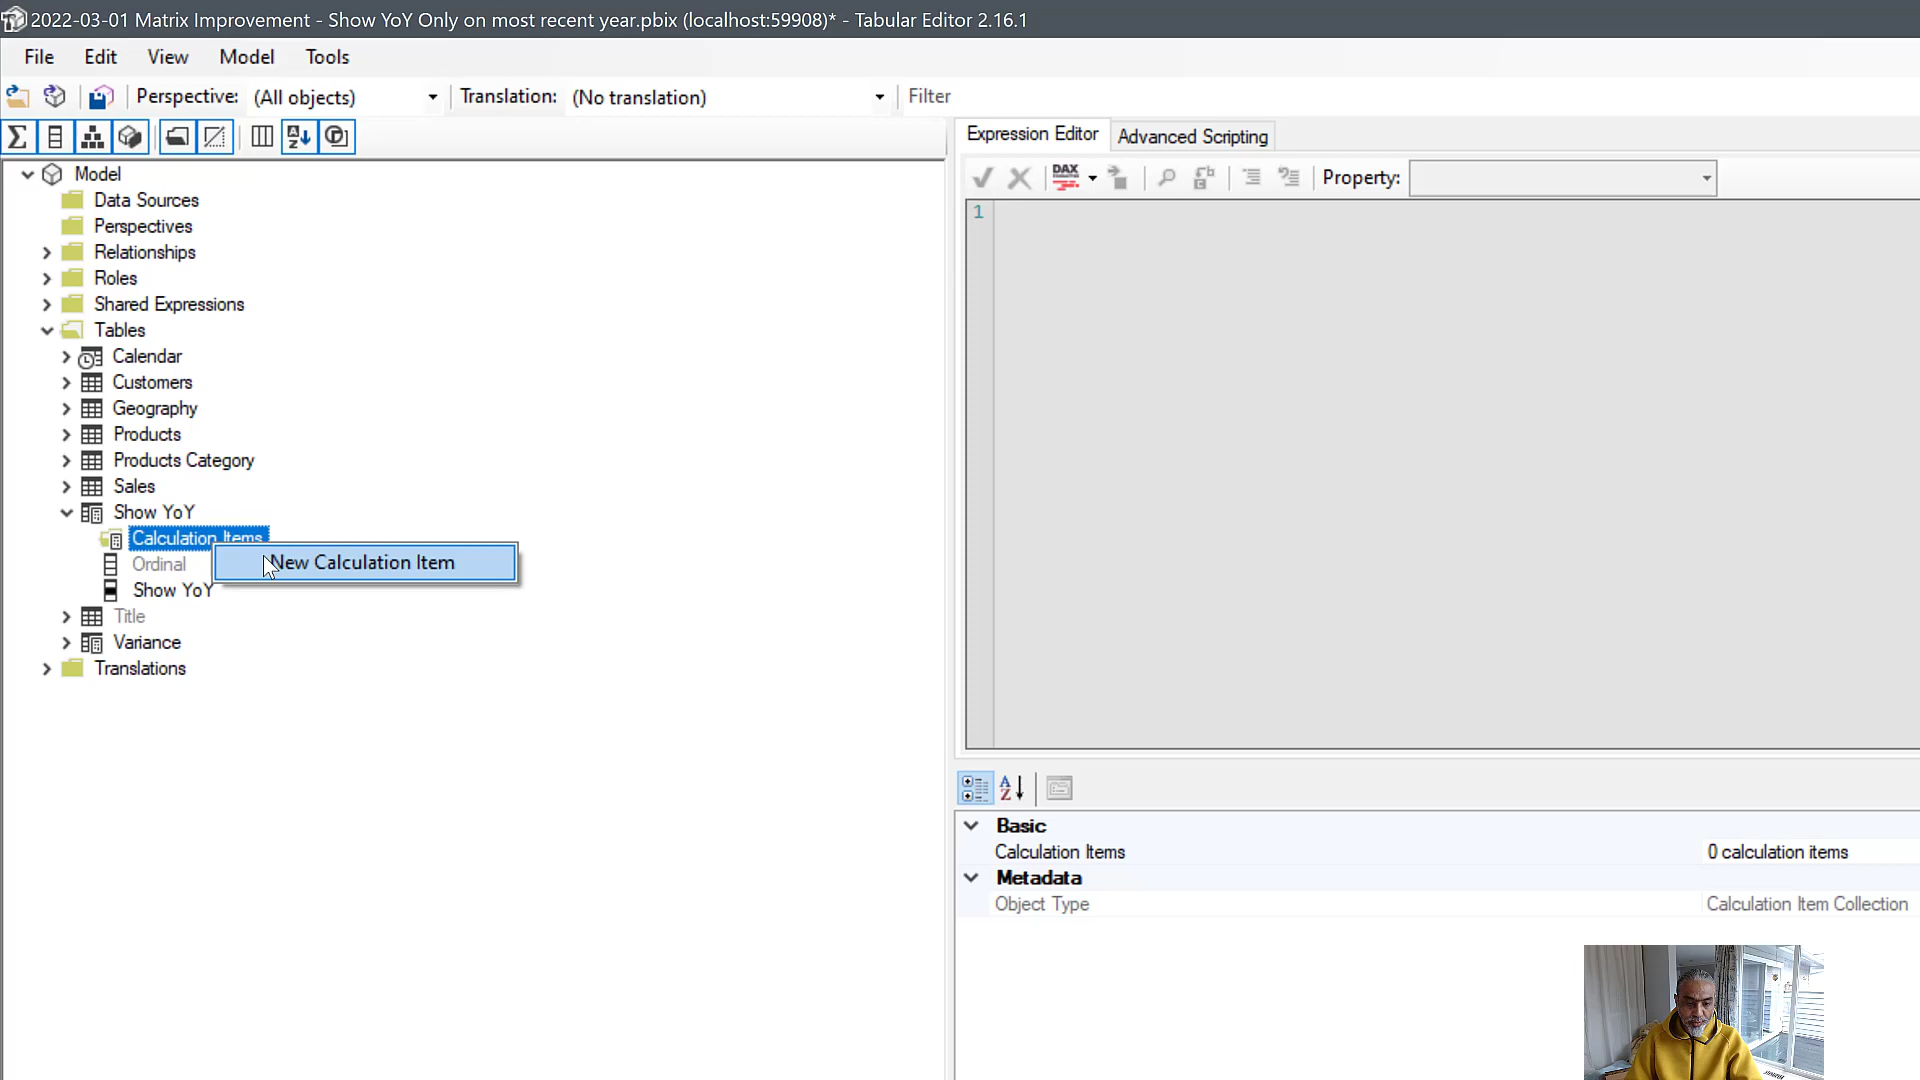 2022-03-01 Matrix Improvement - Show YoY Only on most recent year.pbix (localhost:59908)* - Tabular Editor 2.16.1
File Edit View Model Tools
Perspective: (All objects) Translation: (No translation) Filter
Expression Editor Advanced Scripting
DAX Property:
1
Model
Data Sources
Perspectives
Relationships
Roles
Shared Expressions
Tables
Calendar
Customers
Geography
Products
Products Category
Sales
Show YoY
Calculation Items
New Calculation Item
Ordinal
Show YoY
Title
Variance
Translations
Basic
Calculation Items 0 calculation items
Metadata
Object Type Calculation Item Collection